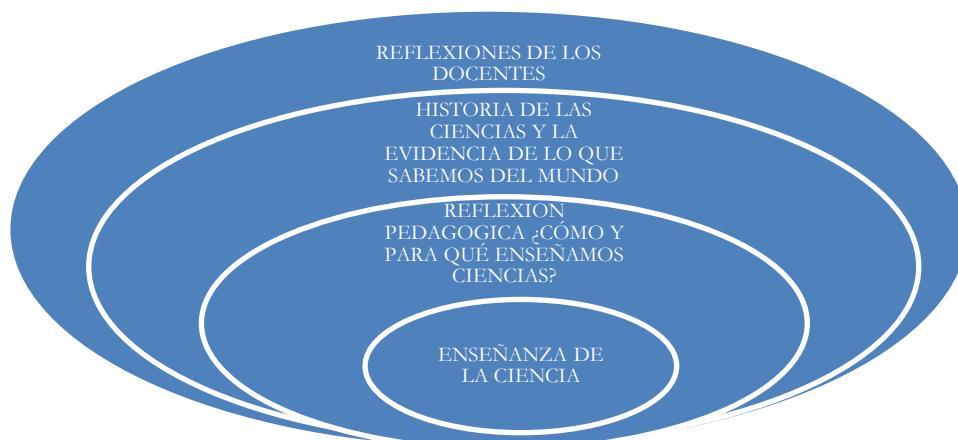 REFLEXIONES DE LOS
DOCENTES
HISTORIA DE LAS
CIENCIAS Y LA
EVIDENCIA DE LO QUE
SABEMOS DEL MUNDO
REFLEXION
PEDAGOGICA ¿CÓMO Y
PARA QUÉ ENSEÑAMOS
CIENCIAS?
ENSEÑANZA DE
LA CIENCIA